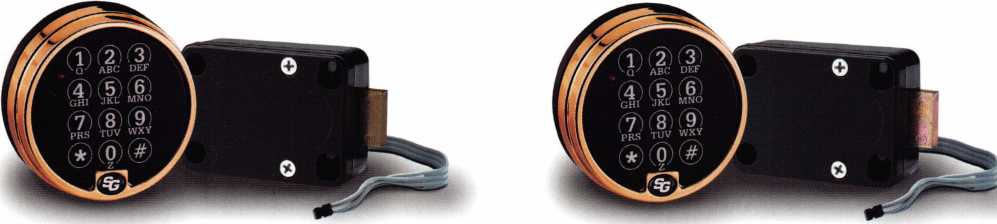 1 2 3
Q ABC DEF
4 5 6
GHI JKL MNO
7 8 9
PRS TUV WXY
* 0 #
Z
SG
1 2 3
Q ABC DEF
4 5 6
GHI JKL MNO
7 8 9
PRS TUV WXY
* 0 #
Z
SG